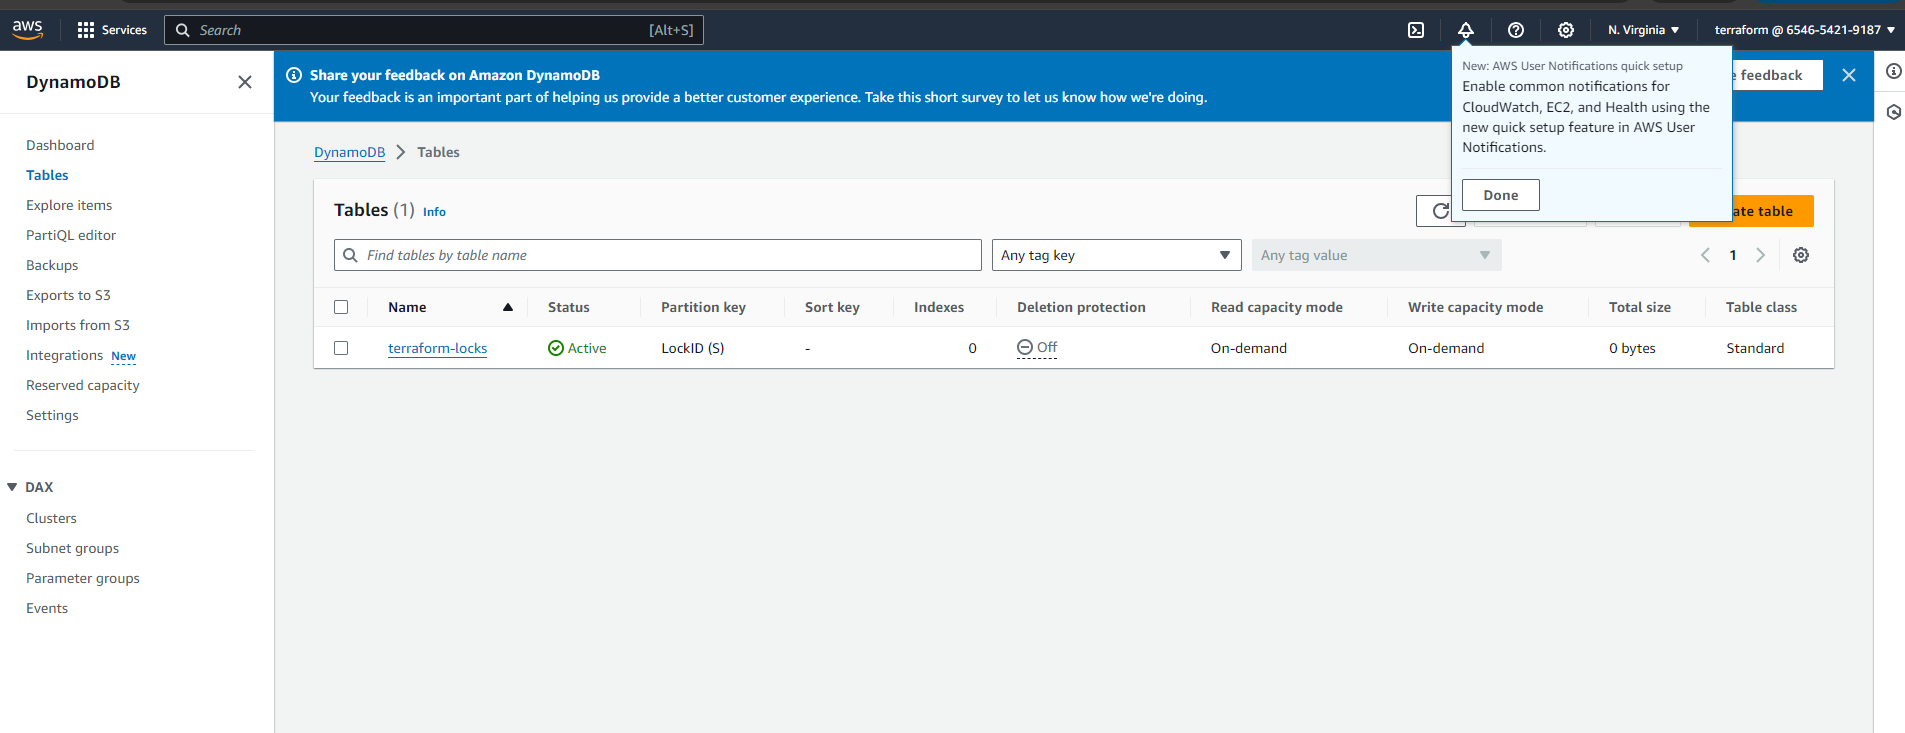 aws
Services
Search
[Alt+S]
N. Virginia
terraform @ 6546-5421-9187
DynamoDB
Dashboard
Tables
Explore items
PartiQL editor
Backups
Exports to S3
Imports from S3
Integrations New
Reserved capacity
Settings
DAX
Clusters
Subnet groups
Parameter groups
Events
Share your feedback on Amazon DynamoDB
Your feedback is an important part of helping us provide a better customer experience. Take this short survey to let us know how we're doing.
feedback
New: AWS User Notifications quick setup
Enable common notifications for
CloudWatch, EC2, and Health using the
new quick setup feature in AWS User
Notifications.
Done
DynamoDB > Tables
Tables (1) Info
ate table
Find tables by table name
Any tag key
Any tag value
1
Name Status Partition key Sort key Indexes Deletion protection Read capacity mode Write capacity mode Total size Table class
terraform-locks Active LockID (S) - 0 Off On-demand On-demand 0 bytes Standard